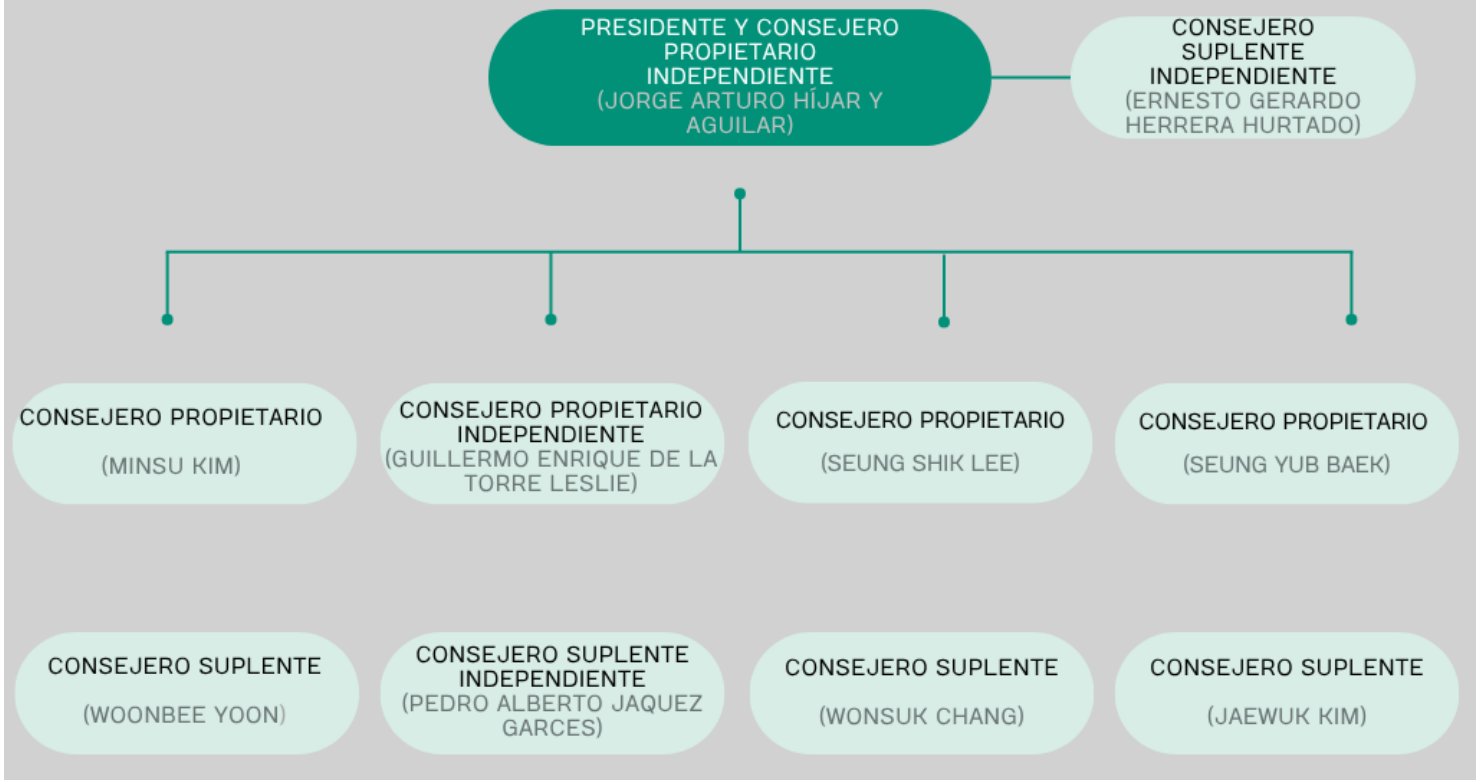 PRESIDENTE Y CONSEJERO
PROPIETARIO
INDEPENDIENTE
(JORGE ARTURO HÍJAR Y
AGUILAR)
CONSEJERO
SUPLENTE
INDEPENDIENTE
(ERNESTO GERARDO
HERRERA HURTADO)
CONSEJERO PROPIETARIO
(MINSU KIM)
CONSEJERO PROPIETARIO
INDEPENDIENTE
(GUILLERMO ENRIQUE DE LA
TORRE LESLIE)
CONSEJERO PROPIETARIO
(SEUNG SHIK LEE)
CONSEJERO PROPIETARIO
(SEUNG YUB BAEK)
CONSEJERO SUPLENTE
(WOONBEE YOON)
CONSEJERO SUPLENTE
INDEPENDIENTE
(PEDRO ALBERTO JAQUEZ
GARCES)
CONSEJERO SUPLENTE
(WONSUK CHANG)
CONSEJERO SUPLENTE
(JAEWUK KIM)